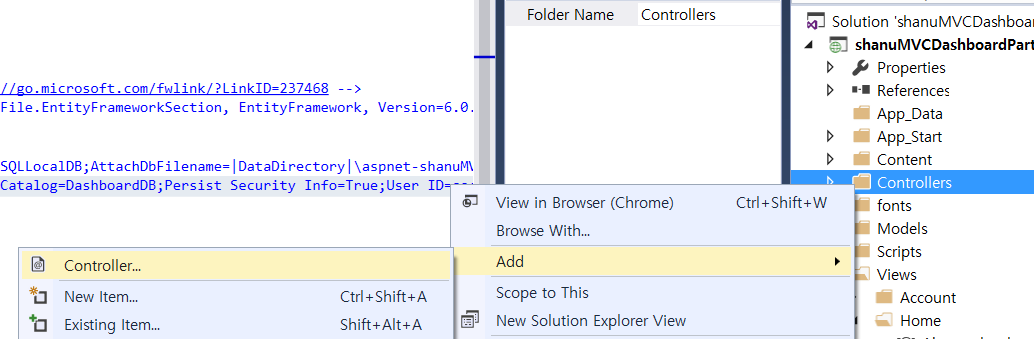 Folder Name Controllers
Solution 'shanuMVCDashboard
shanuMVCDashboardPart
Properties
//go.microsoft.com/fwlink/?LinkID=237468 -->
References
File.EntityFrameworkSection, EntityFramework, Version=6.0.
App_Data
App_Start
SQLLocalDB;AttachDbFilename=|DataDirectory|\aspnet-shanuMV
Content
Catalog=DashboardDB;Persist Security Info=True;User ID=
Controllers
View in Browser (Chrome) Ctrl+Shift+W
fonts
Browse With...
Models
Scripts
Controller...
Add
Views
New Item... Ctrl+Shift+A
Scope to This
Account
Existing Item... Shift+Alt+A
New Solution Explorer View
Home